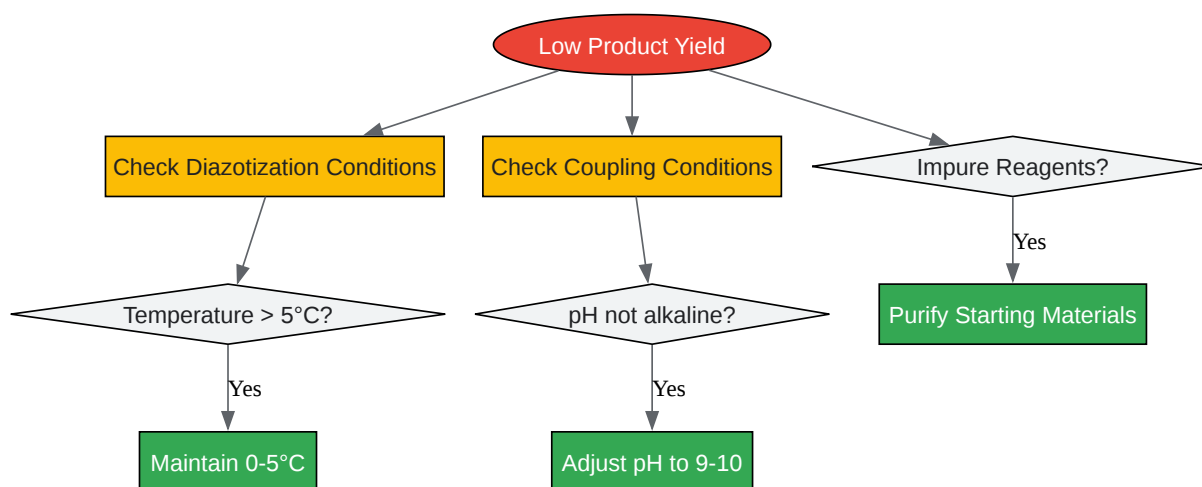 Low Product Yield
Check Diazotization Conditions
Check Coupling Conditions
Impure Reagents?
Yes
Temperature > 5°C?
pH not alkaline?
Purify Starting Materials
Yes
Yes
Maintain 0-5°C
Adjust pH to 9-10